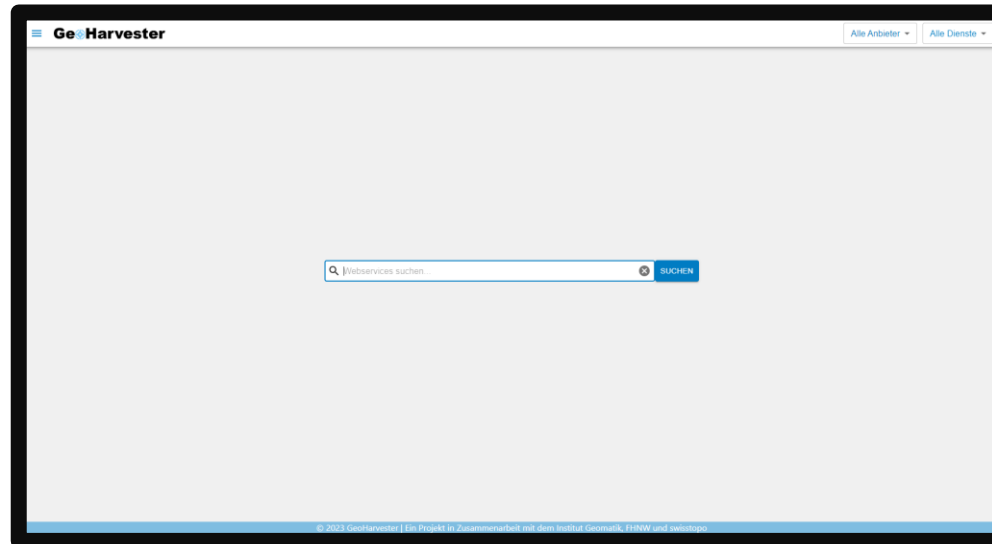 GeoHarvester
Alle Anbieter
Alle Dienste
Webservices suchen...
SUCHEN
© 2023 GeoHarvester | Ein Projekt in Zusammenarbeit mit dem Institut Geomatik, FHNW und swisstopo